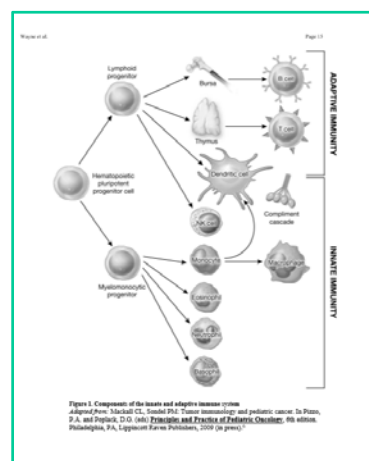 Wayne et al.
Page 15
Lymphoid
progenitor
Bursa
B cell
Thymus
T cell
ADAPTIVE IMMUNITY
Dendritic cell
Hematopoietic
pluripotent
progenitor cell
Compliment
cascade
NK cell
Monocyte
Macrophage
Myelomonocytic
progenitor
Eosinophil
Neutrophil
Basophil
INNATE IMMUNITY
Figure 1. Components of the innate and adaptive immune system
Adapted from: Mackall CL, Sondel PM: Tumor immunology and pediatric cancer. In Pizzo,
P.A. and Poplack, D.G. (eds) Principles and Practice of Pediatric Oncology, 6th edition.
Philadelphia, PA, Lippincott Raven Publishers, 2009 (in press).